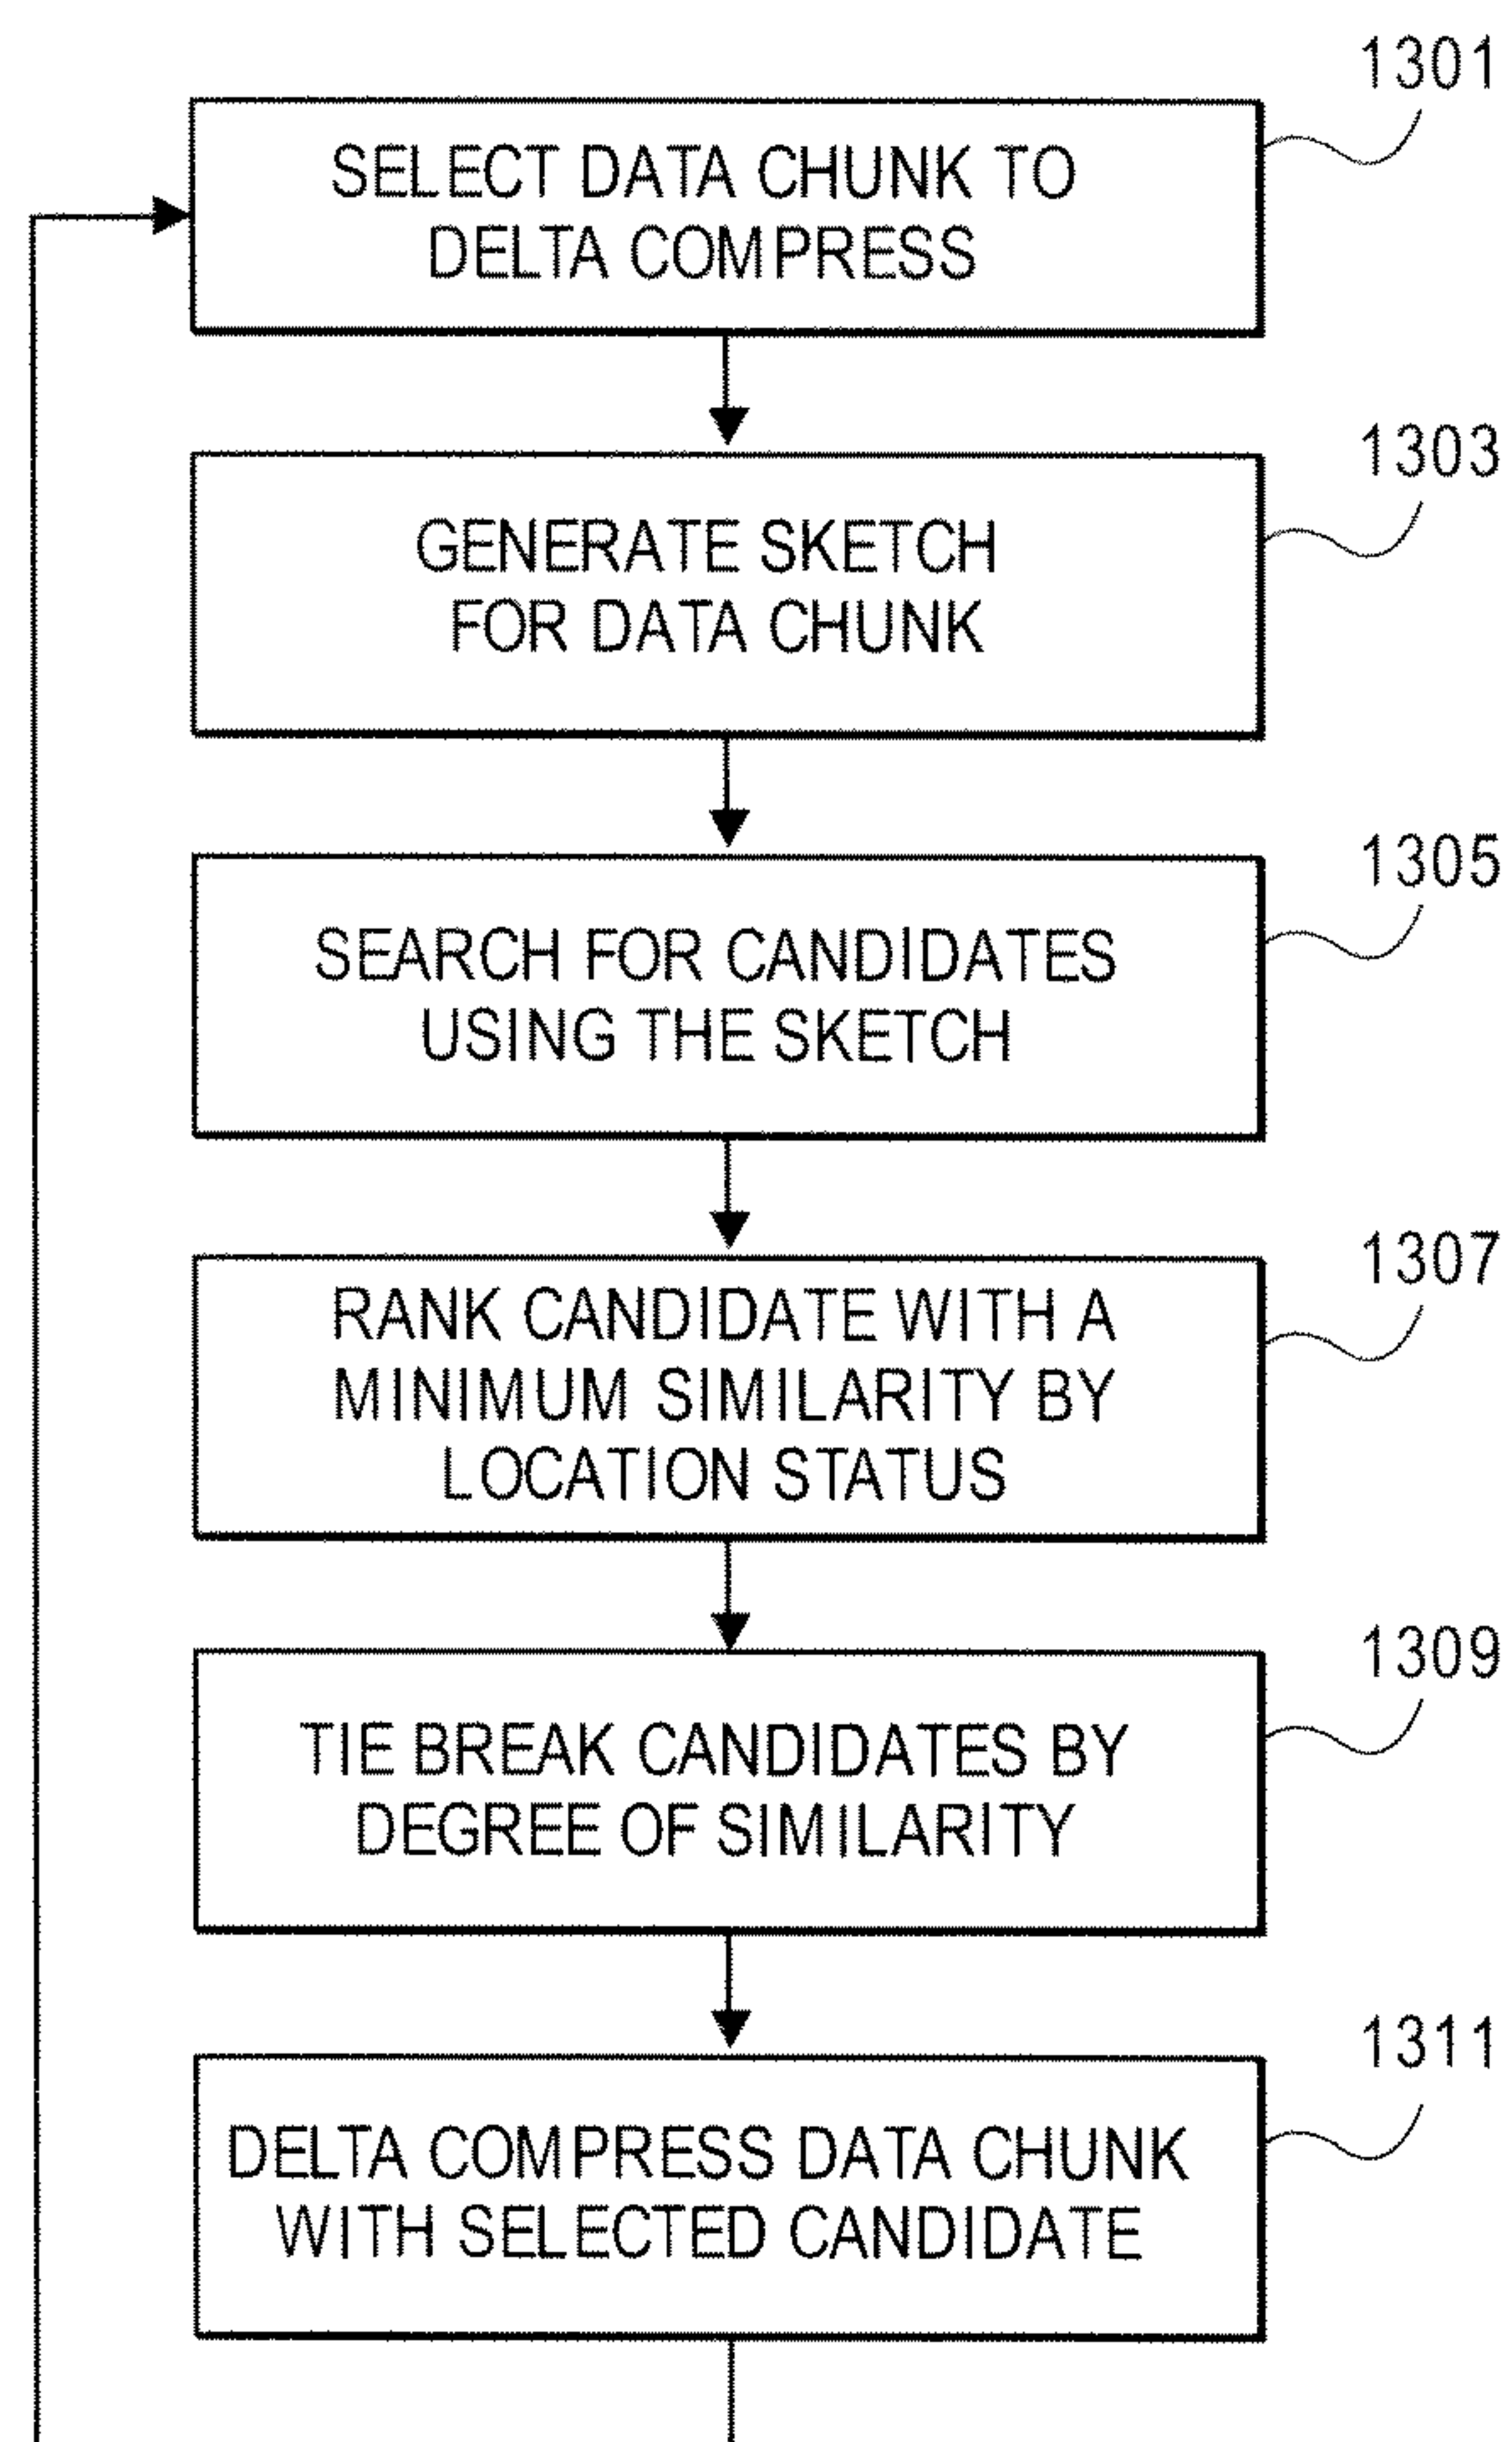 1301
SELECT DATA CHUNK TO
DELTA COMPRESS
1303
GENERATE SKETCH
FOR DATA CHUNK
1305
SEARCH FOR CANDIDATES
USING THE SKETCH
1307
RANK CANDIDATE WITH A
MINIMUM SIMILARITY BY
LOCATION STATUS
1309
TIE BREAK CANDIDATES BY
DEGREE OF SIMILARITY
1311
DELTA COMPRESS DATA CHUNK
WITH SELECTED CANDIDATE